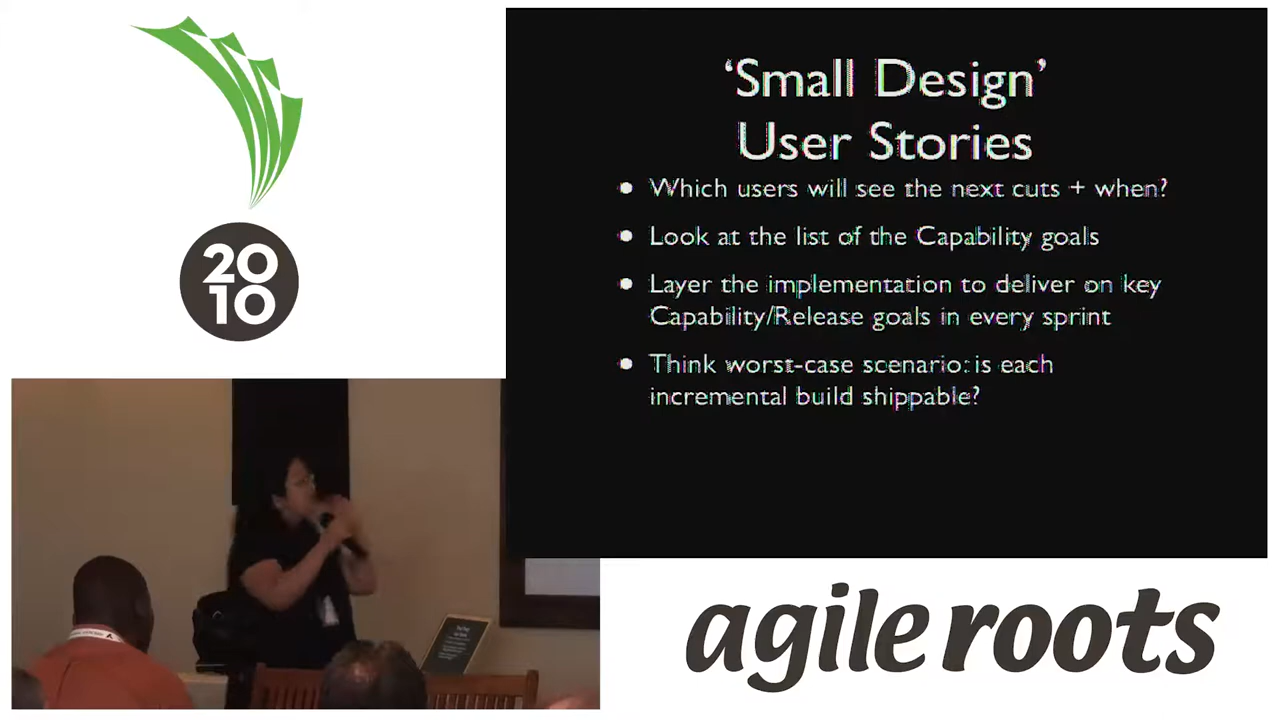 20
10
‘Small Design’
User Stories
• Which users will see the next cuts + when?
• Look at the list of the Capability goals
• Layer the implementation to deliver on key
Capability/Release goals in every sprint
• Think worst-case scenario: is each
incremental build shippable?
agile roots